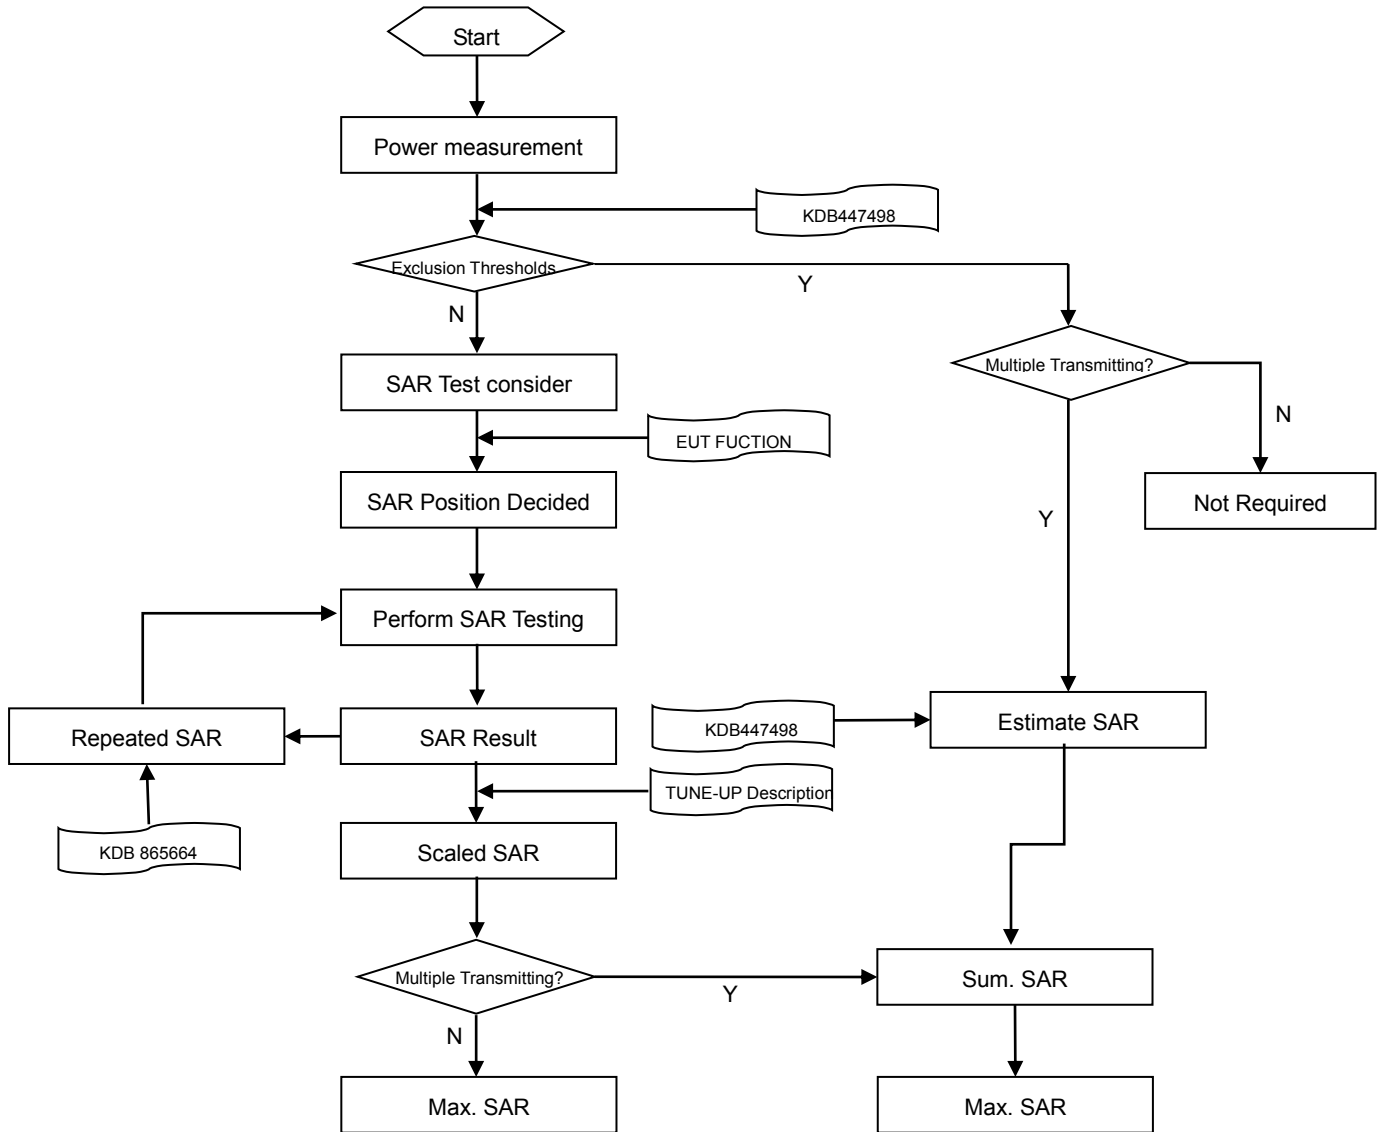 Start
Power measurement
KDB447498
Exclusion Thresholds
Y
N
Multiple Transmitting?
SAR Test consider
N
EUT FUCTION
SAR Position Decided
Not Required
Y
Perform SAR Testing
Repeated SAR
SAR Result
KDB447498
Estimate SAR
TUNE-UP Description
KDB 865664
Scaled SAR
Multiple Transmitting?
Y
Sum. SAR
N
Max. SAR
Max. SAR